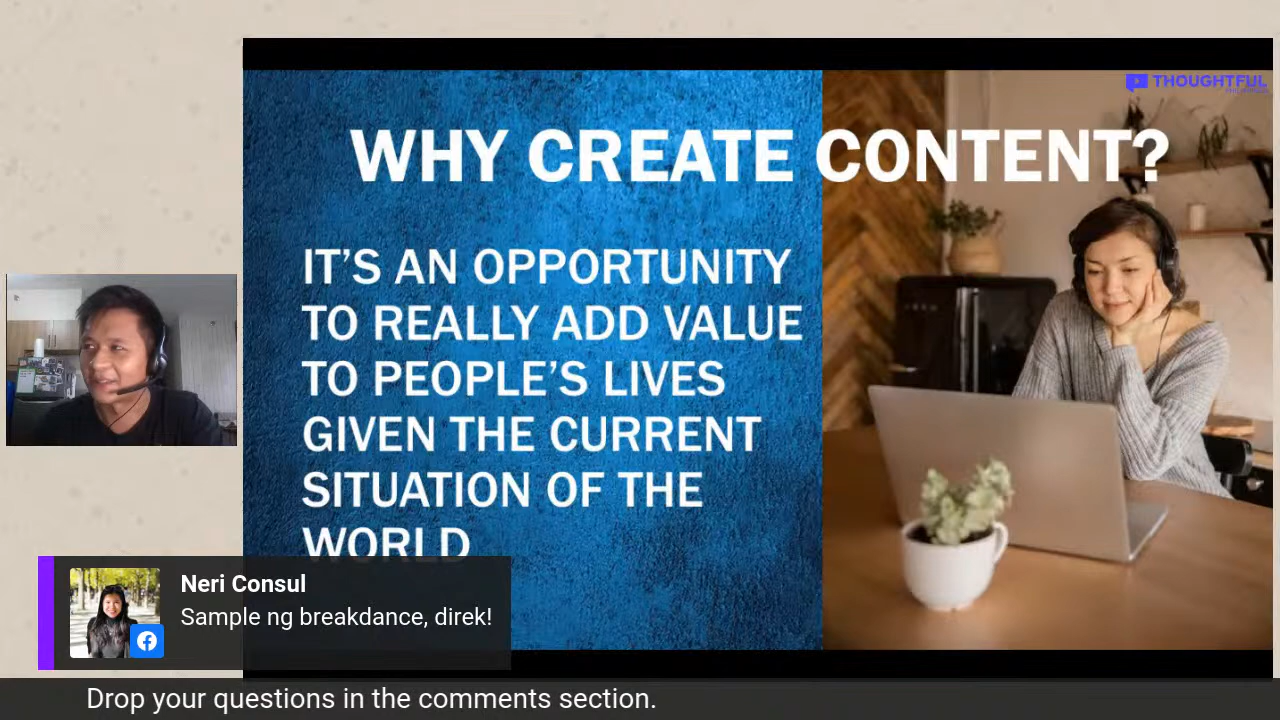 THOUGHTFUL
WHY CREATE CONTENT?
IT’S AN OPPORTUNITY
TO REALLY ADD VALUE
TO PEOPLE’S LIVES
GIVEN THE CURRENT
SITUATION OF THE
WORLD
Neri Consul
Sample ng breakdance, direk!
Drop your questions in the comments section.